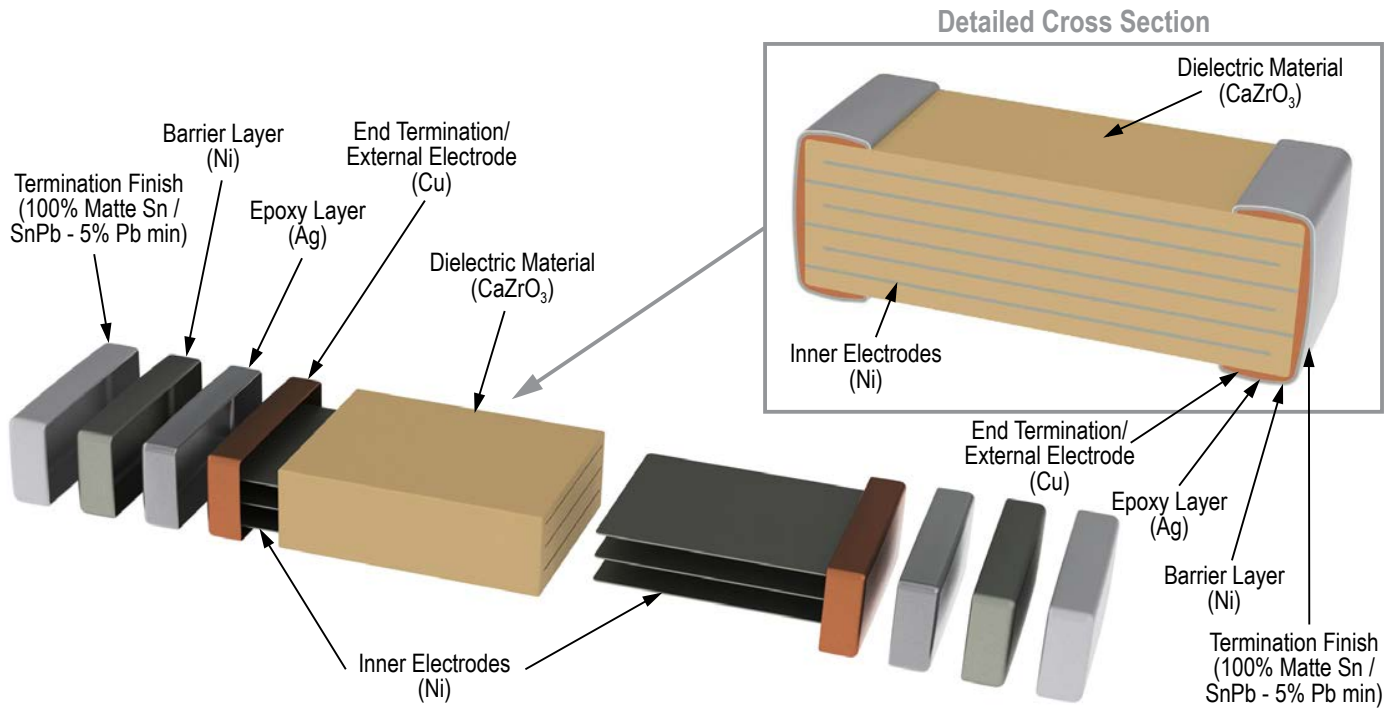 Detailed Cross Section
Dielectric Material
(CaZrO₃)
Inner Electrodes
(Ni)
End Termination/
External Electrode
(Cu)
Epoxy Layer
(Ag)
Barrier Layer
(Ni)
Termination Finish
(100% Matte Sn /
SnPb - 5% Pb min)
Termination Finish
(100% Matte Sn /
SnPb - 5% Pb min)
Barrier Layer
(Ni)
Epoxy Layer
(Ag)
End Termination/
External Electrode
(Cu)
Dielectric Material
(CaZrO₃)
Inner Electrodes
(Ni)